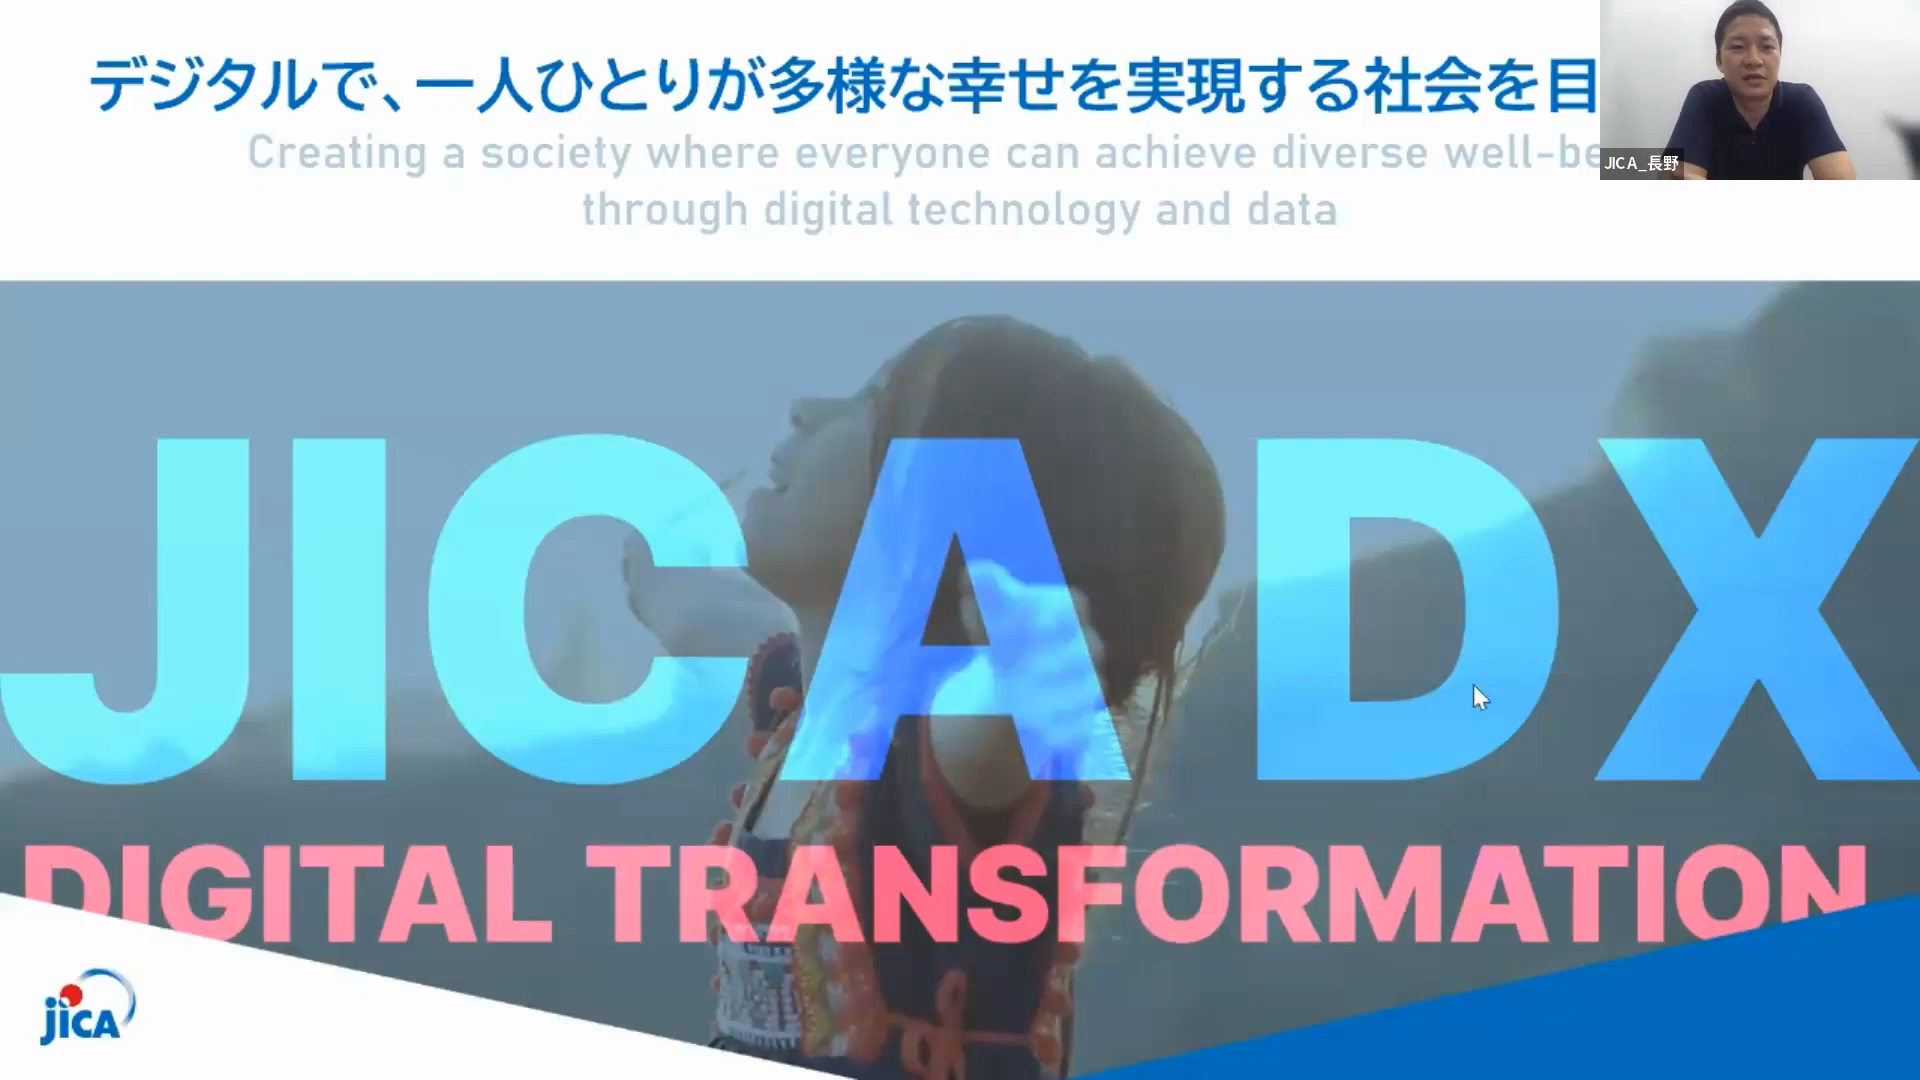 デジタルで、一人ひとりが多様な幸せを実現する社会を目
Creating a society where everyone can achieve diverse well-be
through digital technology and data
JICA_長野
JICA DX
DIGITAL TRANSFORMATION
jica